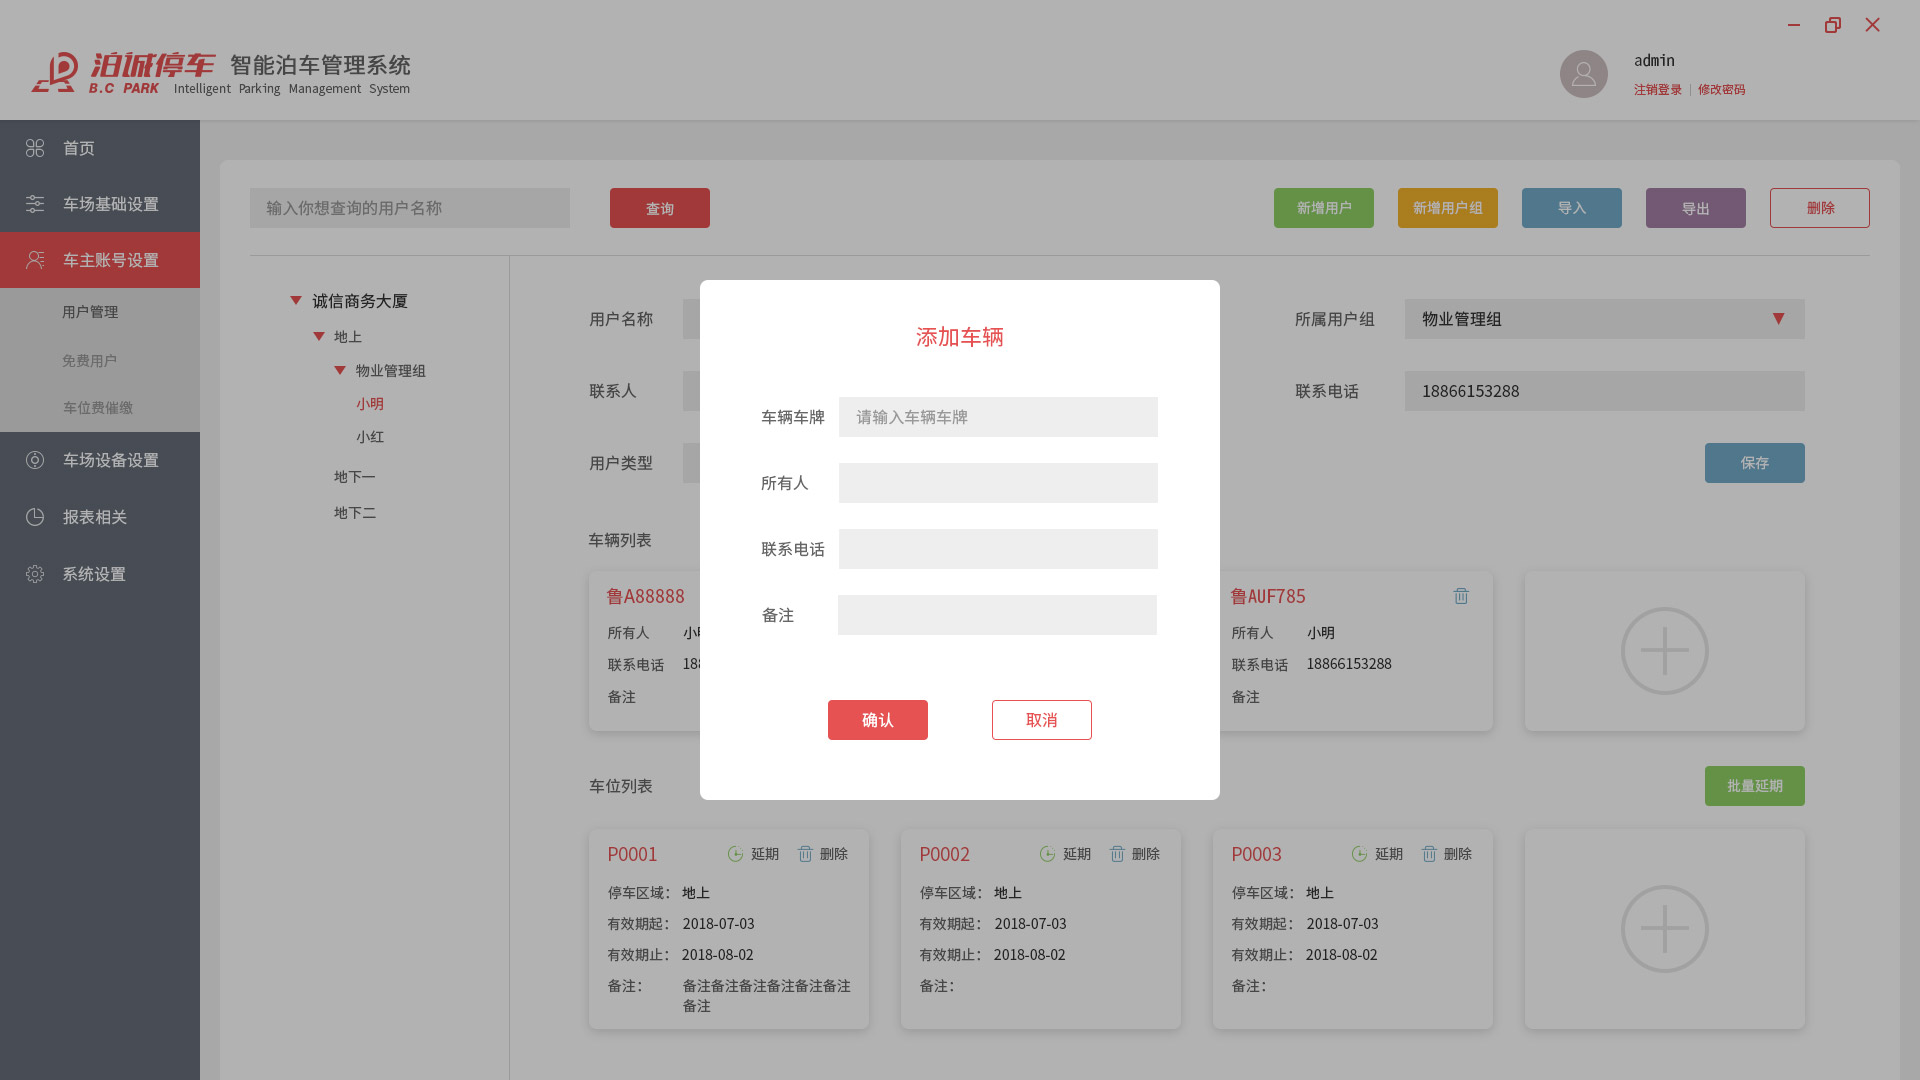 泊诚停车 智能泊车管理系统
B.C PARK Intelligent Parking Management System
admin
注销登录 | 修改密码
首页
车场基础设置
车主账号设置
用户管理
免费用户
车位费催缴
车场设备设置
报表相关
系统设置
输入你想查询的用户名称
查询
新增用户
新增用户组
导入
导出
删除
诚信商务大厦
地上
物业管理组
小明
小红
地下一
地下二
用户名称
所属用户组
物业管理组
联系人
联系电话
18866153288
用户类型
保存
添加车辆
车辆车牌
请输入车辆车牌
所有人
联系电话
备注
确认
取消
车辆列表
鲁A88888
所有人
联系电话
备注
鲁AUF785
所有人 小明
联系电话 18866153288
备注
车位列表
批量延期
P0001 延期 删除
停车区域： 地上
有效期起： 2018-07-03
有效期止： 2018-08-02
备注： 备注备注备注备注备注备注
备注
P0002 延期 删除
停车区域： 地上
有效期起： 2018-07-03
有效期止： 2018-08-02
备注：
P0003 延期 删除
停车区域： 地上
有效期起： 2018-07-03
有效期止： 2018-08-02
备注：